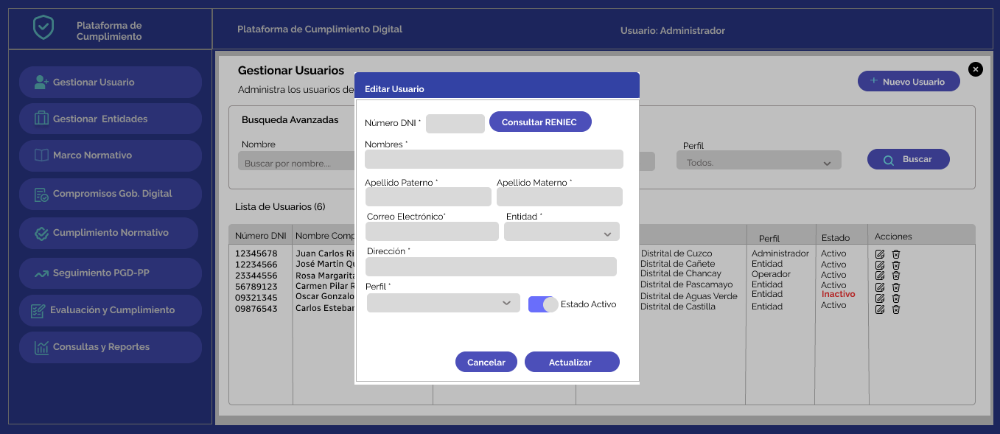 Plataforma de
Cumplimiento
Plataforma de Cumplimiento Digital
Usuario: Administrador
Gestionar Usuario
Gestionar Entidades
Marco Normativo
Compromisos Gob. Digital
Cumplimiento Normativo
Seguimiento PGD-PP
Evaluación y Cumplimiento
Consultas y Reportes
Gestionar Usuarios
Administra los usuarios de
+ Nuevo Usuario
Busqueda Avanzadas
Nombre
Buscar por nombre....
Perfil
Todos.
Buscar
Lista de Usuarios (6)
Número DNI Nombre Comp Perfil Estado Acciones
12345678 Juan Carlos Ri Distrital de Cuzco Administrador Activo
12234566 José Martin Qu Distrital de Cañete Entidad Activo
23344556 Rosa Margarita Distrital de Chancay Operador Activo
56789123 Carmen Pilar R Distrital de Pascamayo Entidad Activo
09321345 Oscar Gonzalo Distrital de Aguas Verde Entidad Inactivo
09876543 Carlos Esteban Distrital de Castilla Entidad Activo
Editar Usuario
Número DNI *
Consultar RENIEC
Nombres *
Apellido Paterno * Apellido Materno *
Correo Electrónico* Entidad *
Dirección *
Perfil *
Estado Activo
Cancelar Actualizar